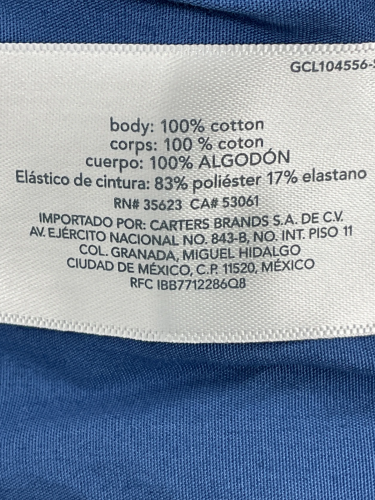 GCL104556-
body: 100% cotton
corps: 100 % coton
cuerpo: 100% ALGODÓN
Elástico de cintura: 83% poliéster 17% elastano
RN# 35623 CA# 53061
IMPORTADO POR: CARTERS BRANDS S.A. DE C.V.
AV. EJÉRCITO NACIONAL NO. 843-B, NO. INT. PISO 11
COL. GRANADA, MIGUEL HIDALGO
CIUDAD DE MÉXICO, C.P. 11520, MÉXICO
RFC IBB7712286Q8